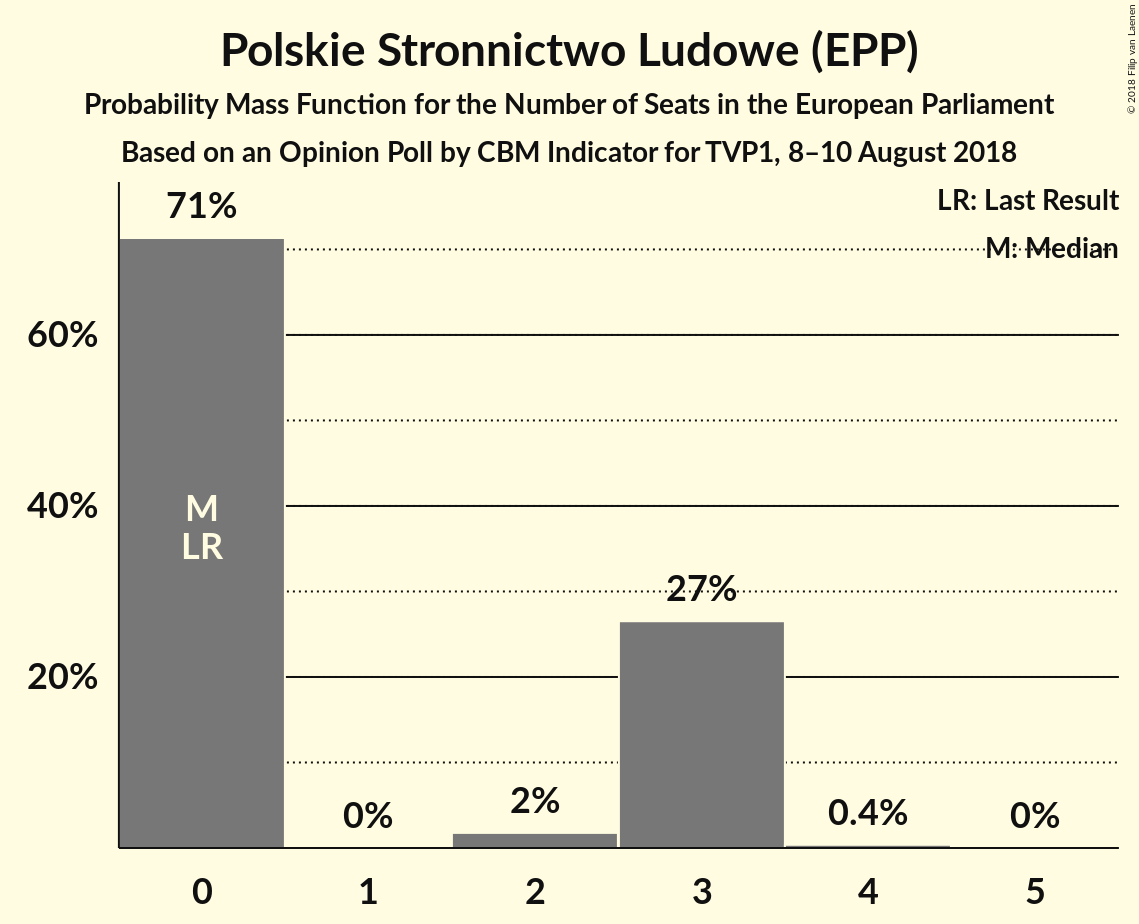 Polskie Stronnictwo Ludowe (EPP)
Probability Mass Function for the Number of Seats in the European Parliament
Based on an Opinion Poll by CBM Indicator for TVP1, 8–10 August 2018
© 2018 Filip van Laenen
LR: Last Result
M: Median
71%
60%
40%
20%
M
LR
0%
2%
27%
0.4%
0%
0 1 2 3 4 5